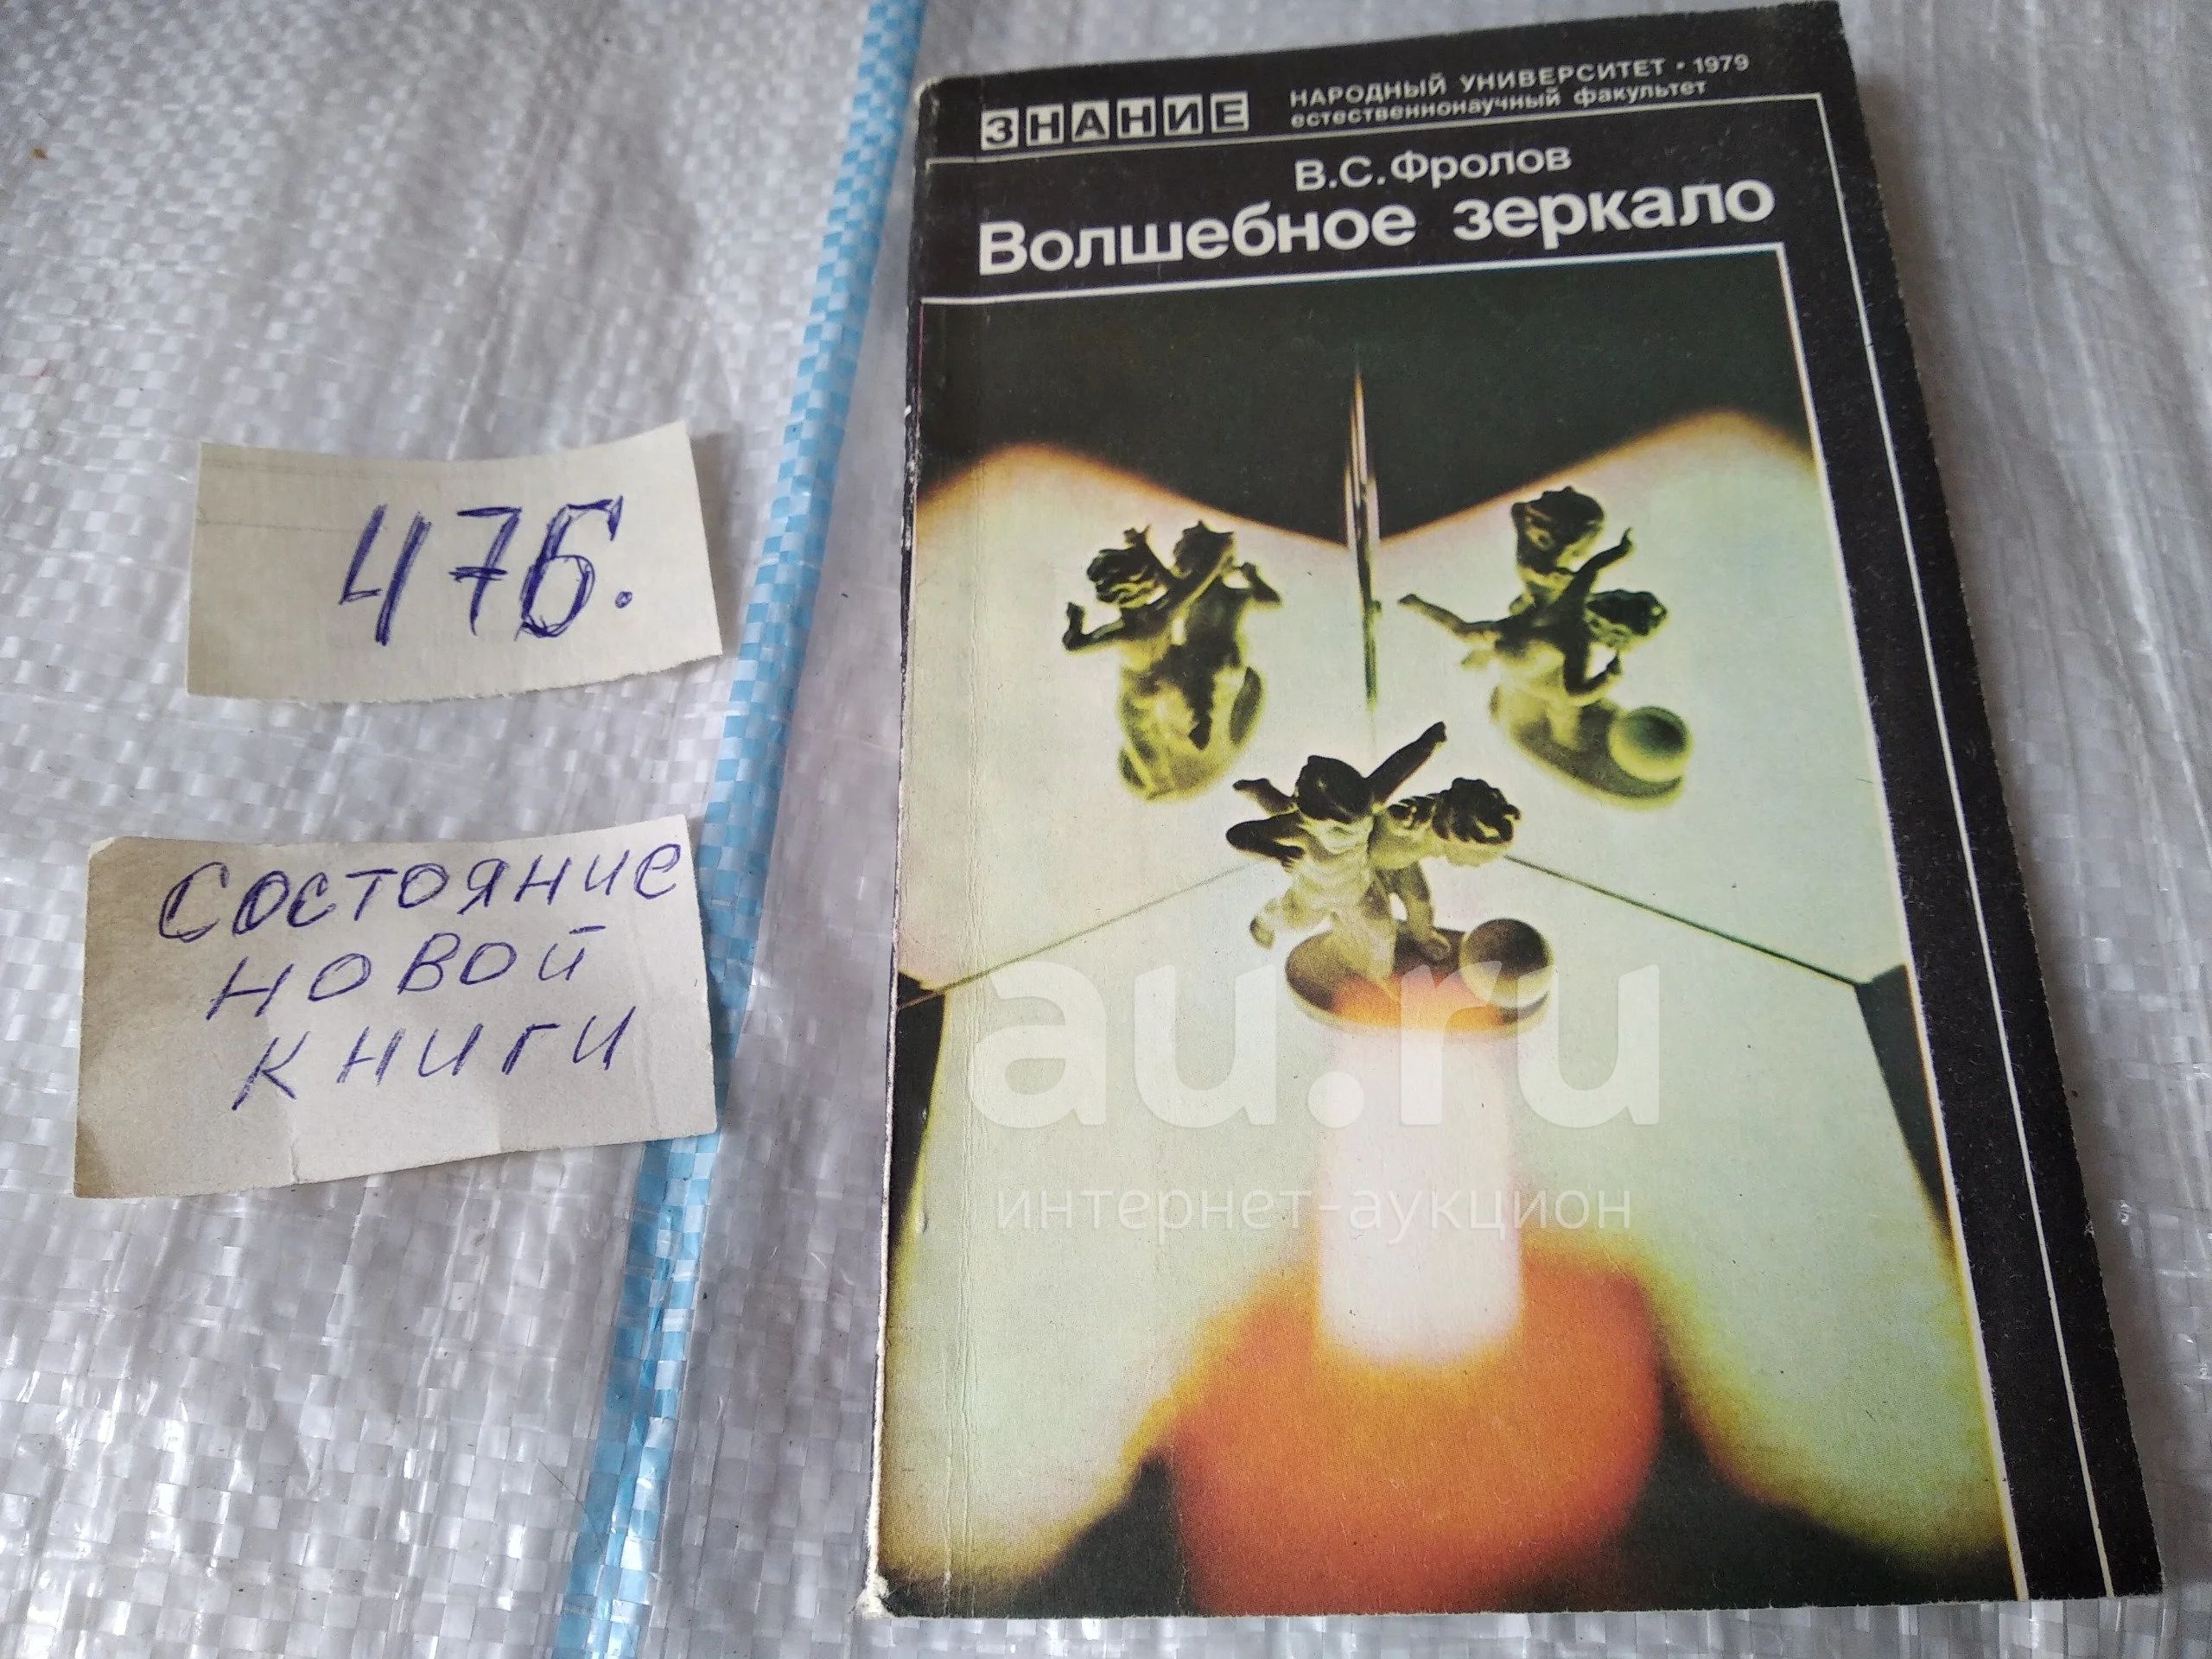 ЗНАНИЕ
НАРОДНЫЙ УНИВЕРСИТЕТ • 1979
естественнонаучный факультет
В.С.Фролов
Волшебное зеркало
476.
Состояние
новой
книги
au.ru
интернет-аукцион